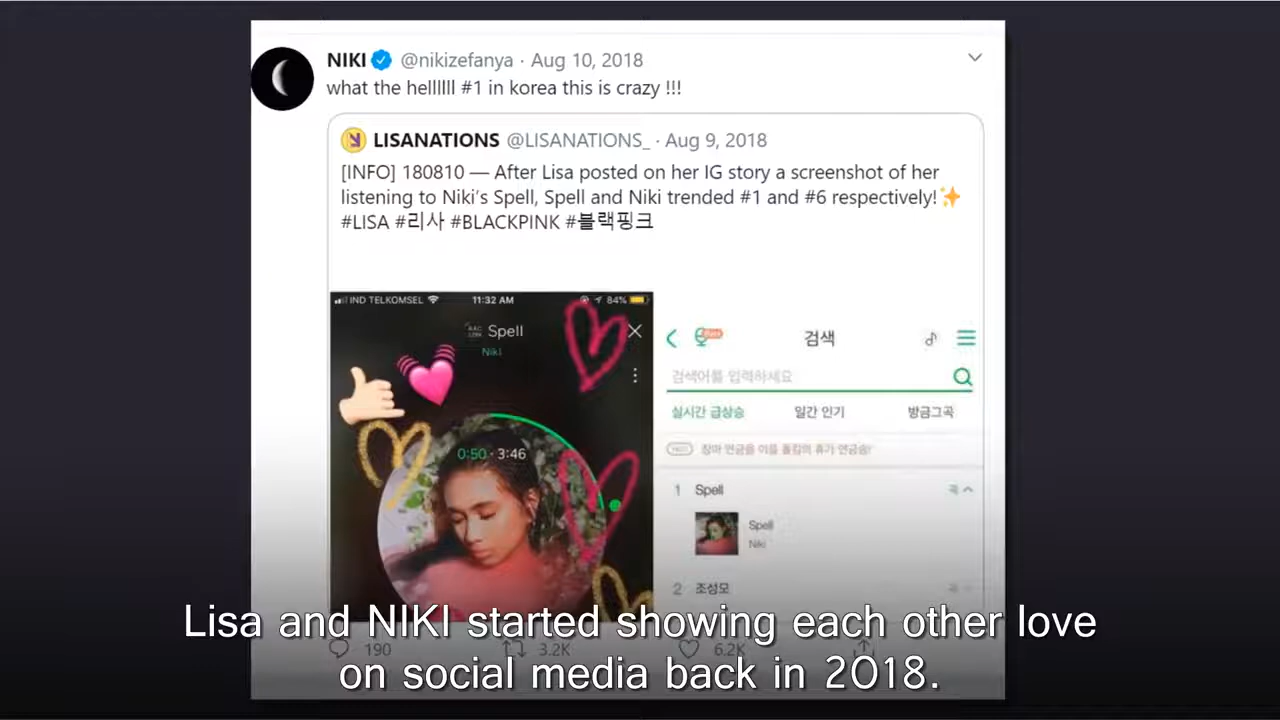 NIKI @nikizefanya · Aug 10, 2018
what the hellllll #1 in korea this is crazy !!!
LISANATIONS @LISANATIONS_ · Aug 9, 2018
[INFO] 180810 — After Lisa posted on her IG story a screenshot of her
listening to Niki's Spell, Spell and Niki trended #1 and #6 respectively!✨
#LISA #리사 #BLACKPINK #블랙핑크
IND TELKOMSEL 11:32 AM 84%
Spell
Niki
0:50 · 3:46
검색
검색어를 입력하세요
실시간 급상승 일간 인기 방금그곡
1 Spell 곡
Spell
Niki
2 조성모
190 3.2K 6.2K
Lisa and NIKI started showing each other love
on social media back in 2018.